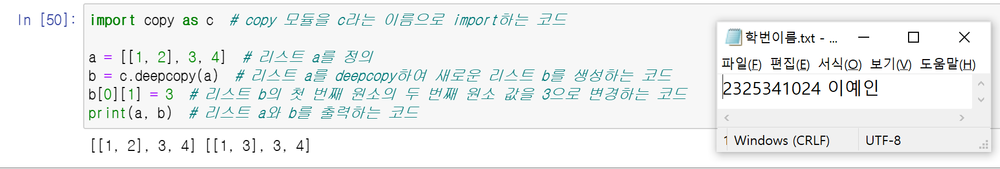 In [50]: import copy as c  # copy 모듈을 c라는 이름으로 import하는 코드
a = [[1, 2], 3, 4]  # 리스트 a를 정의
b = c.deepcopy(a)  # 리스트 a를 deepcopy하여 새로운 리스트 b를 생성하는 코드
b[0][1] = 3  # 리스트 b의 첫 번째 원소의 두 번째 원소 값을 3으로 변경하는 코드
print(a, b)  # 리스트 a와 b를 출력하는 코드
[[1, 2], 3, 4] [[1, 3], 3, 4]
학번이름.txt - ...
파일(F) 편집(E) 서식(O) 보기(V) 도움말(H)
2325341024 이예인
1 Windows (CRLF) UTF-8